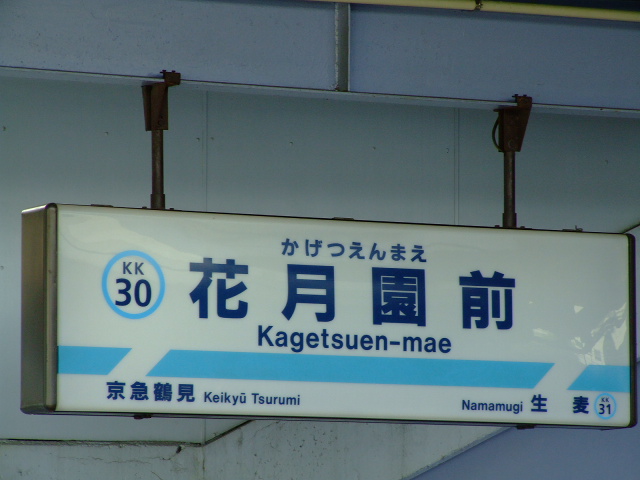 かげつえんまえ
KK
30
花月園前
Kagetsuen-mae
京急鶴見 Keikyū Tsurumi
Namamugi 生麦 KK 31